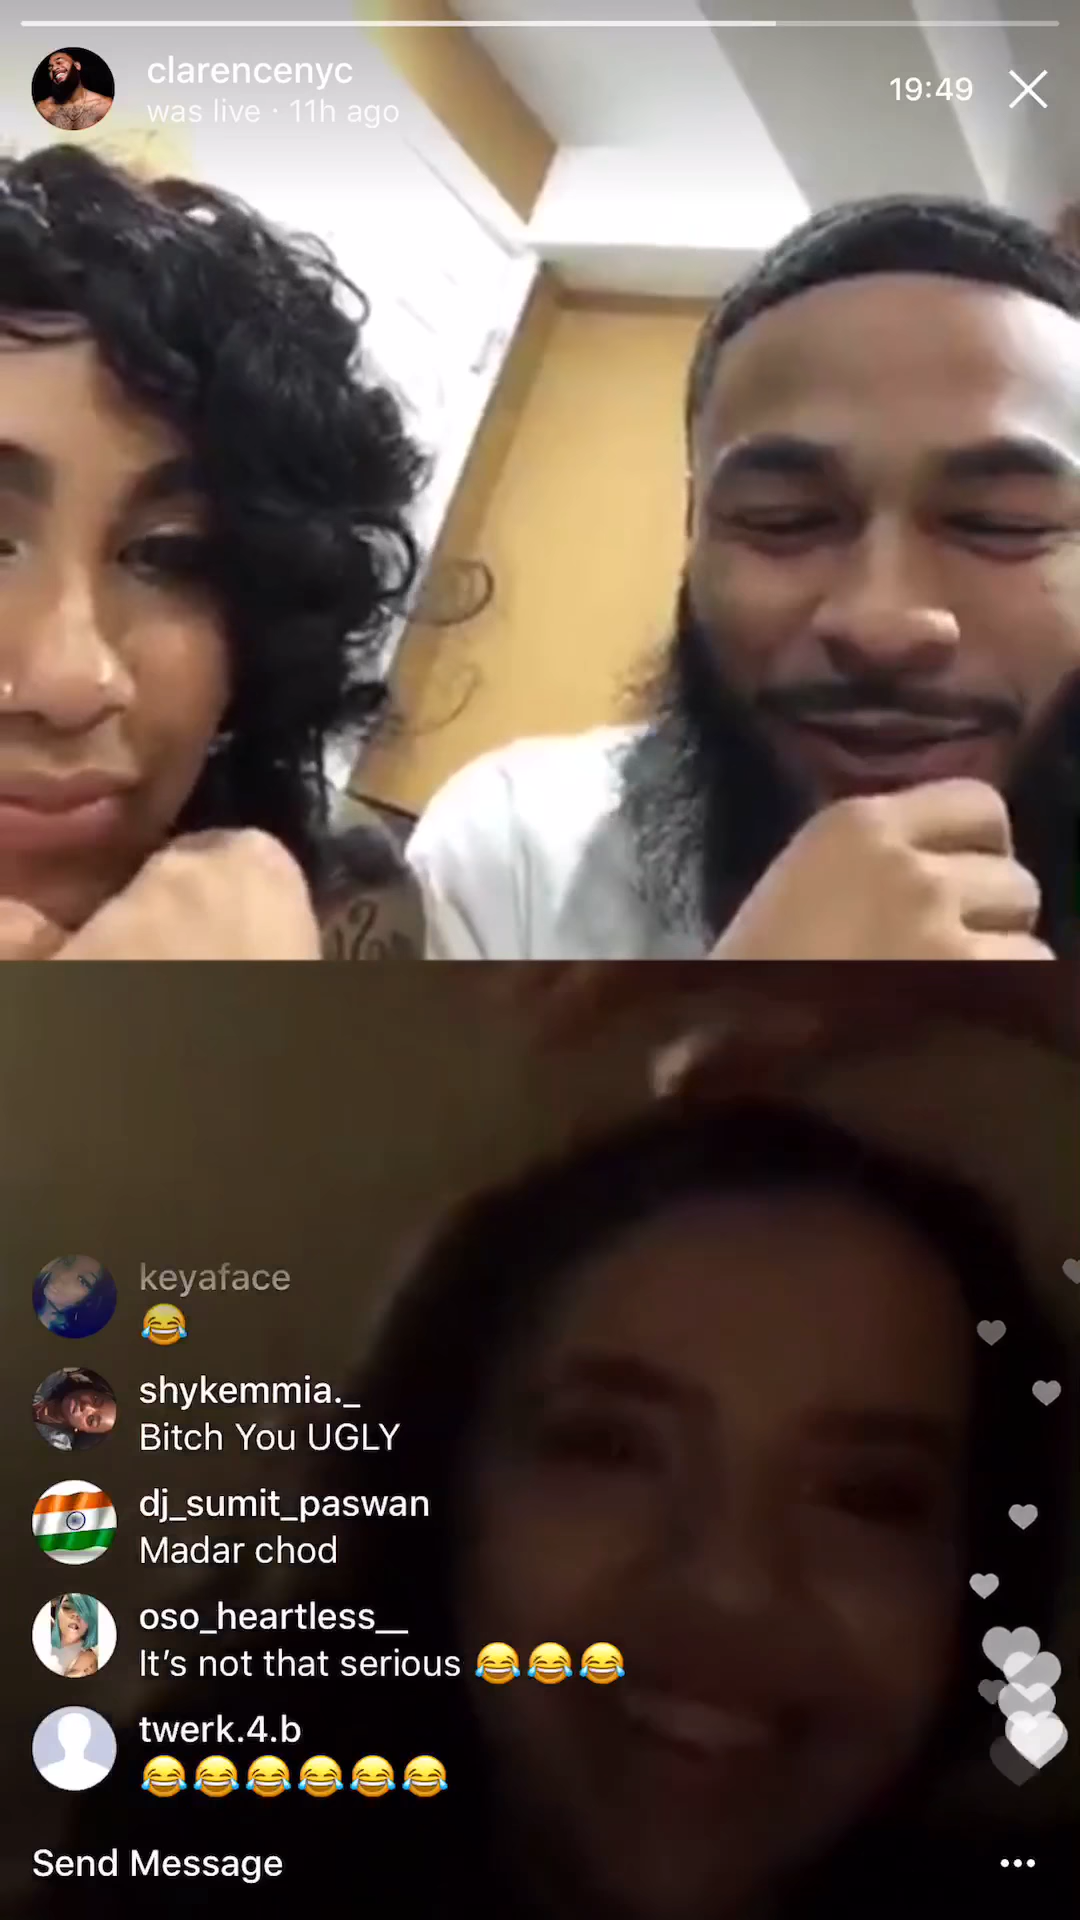 clarencenyc
was live · 11h ago
19:49
keyaface
😂
shykemmia._
Bitch You UGLY
dj_sumit_paswan
Madar chod
oso_heartless__
It’s not that serious 😂😂😂
twerk.4.b
😂😂😂😂😂😂
Send Message